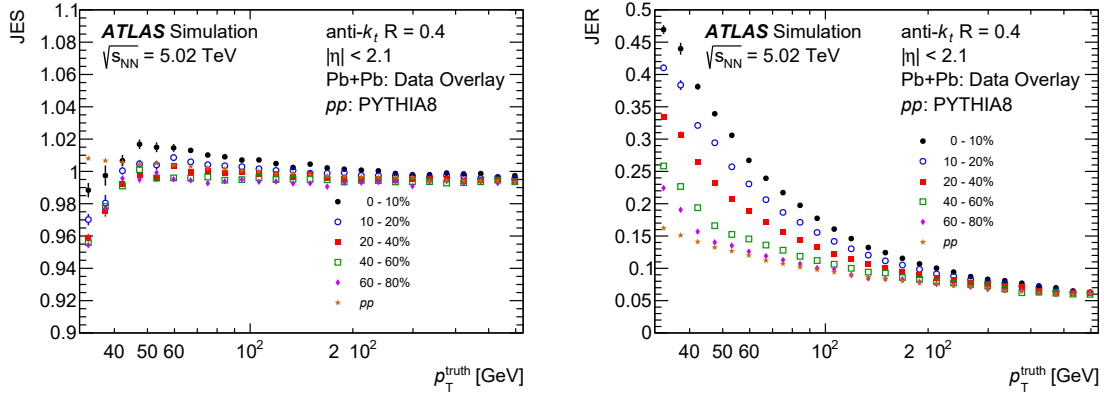 JES
1.1
1.08
1.06
1.04
1.02
1
0.98
0.96
0.94
0.92
0.9
ATLAS Simulation
√sNN = 5.02 TeV
anti-kt R = 0.4
|η| < 2.1
Pb+Pb: Data Overlay
pp: PYTHIA8
0 - 10%
10 - 20%
20 - 40%
40 - 60%
60 - 80%
pp
40 50 60 10² 2 10²
pTtruth [GeV]
JER
0.5
0.45
0.4
0.35
0.3
0.25
0.2
0.15
0.1
0.05
0
ATLAS Simulation
√sNN = 5.02 TeV
anti-kt R = 0.4
|η| < 2.1
Pb+Pb: Data Overlay
pp: PYTHIA8
0 - 10%
10 - 20%
20 - 40%
40 - 60%
60 - 80%
pp
40 50 60 10² 2 10²
pTtruth [GeV]